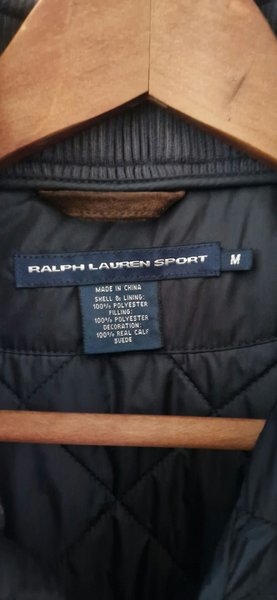 RALPH LAUREN SPORT M
MADE IN CHINA
SHELL & LINING:
100% POLYESTER
FILLING:
100% POLYESTER
DECORATION:
100% REAL CALF
SUEDE